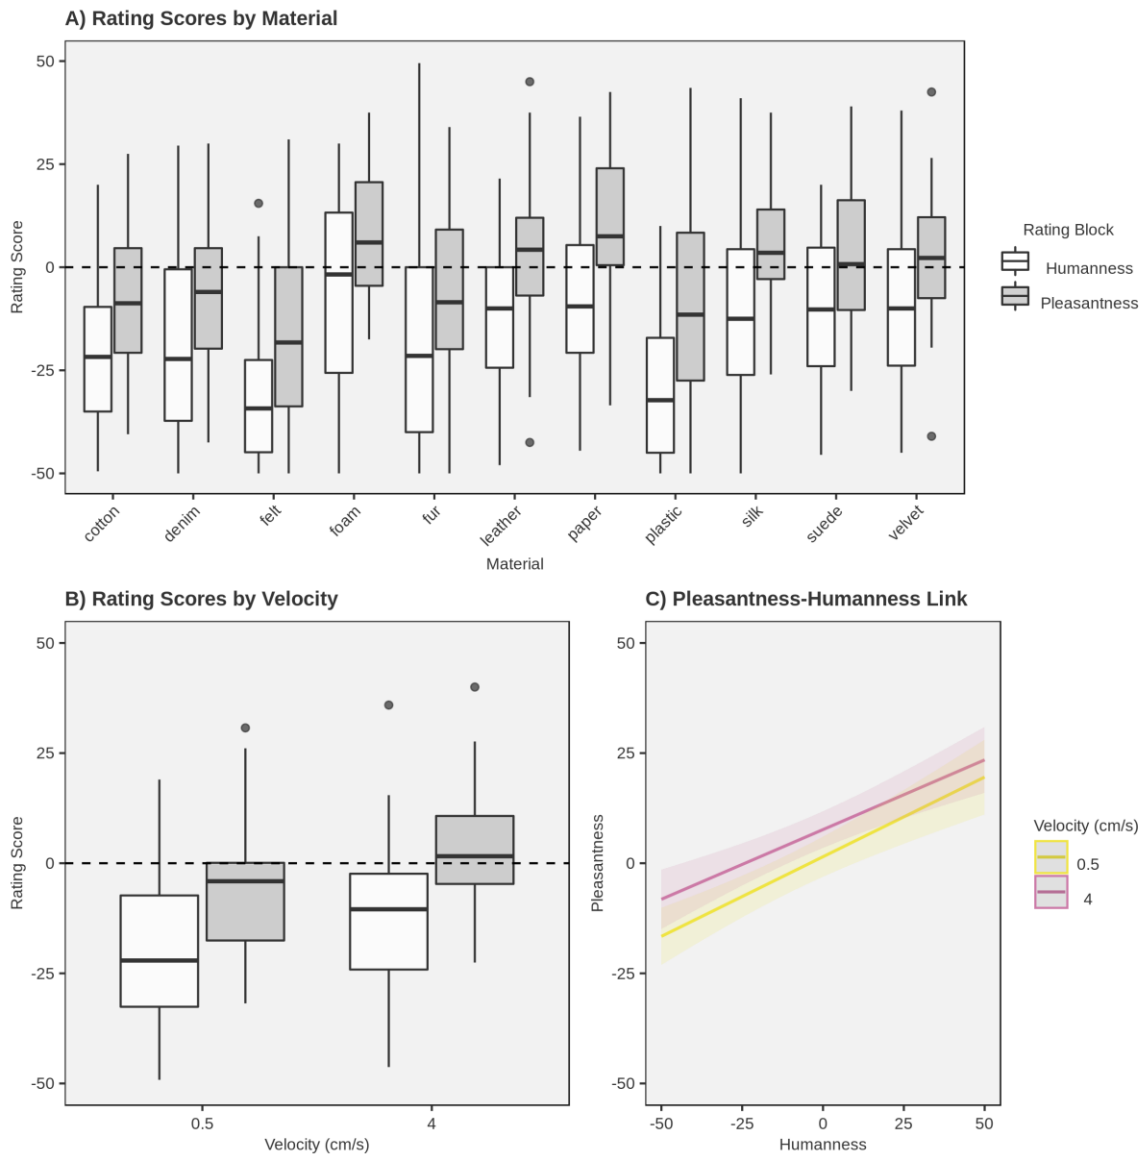 A) Rating Scores by Material
50
25
0
-25
-50
Rating Score
cotton
denim
felt
foam
fur
leather
paper
plastic
silk
suede
velvet
Material
Rating Block
Humanness
Pleasantness
B) Rating Scores by Velocity
50
25
0
-25
-50
Rating Score
0.5
4
Velocity (cm/s)
C) Pleasantness-Humanness Link
50
25
0
-25
-50
Pleasantness
-50
-25
0
25
50
Humanness
Velocity (cm/s)
0.5
4